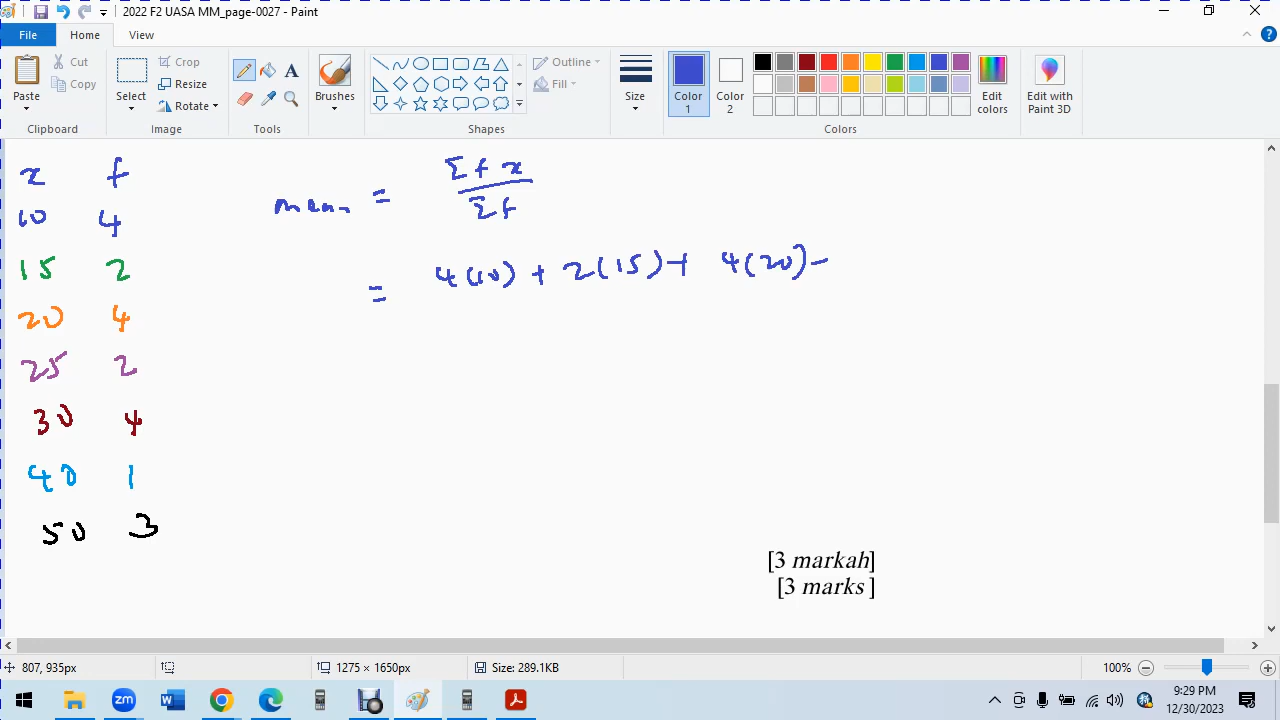 2022 F2 UASA MM_page-0027 - Paint
File Home View
Paste Cut Copy Clipboard
Select Crop Resize Rotate Image
Tools
Brushes
Shapes Outline Fill
Size
Color 1 Color 2 Edit colors Colors
Edit with Paint 3D
x f
10 4
15 2
20 4
25 2
30 4
40 1
50 3
mean = Σ f x / Σ f
= 4(10) + 2(15) + 4(20) -
[3 markah]
[3 marks ]
807, 935px 1275 × 1650px Size: 289.1KB 100%
zm W 9:29 PM
12/30/2023